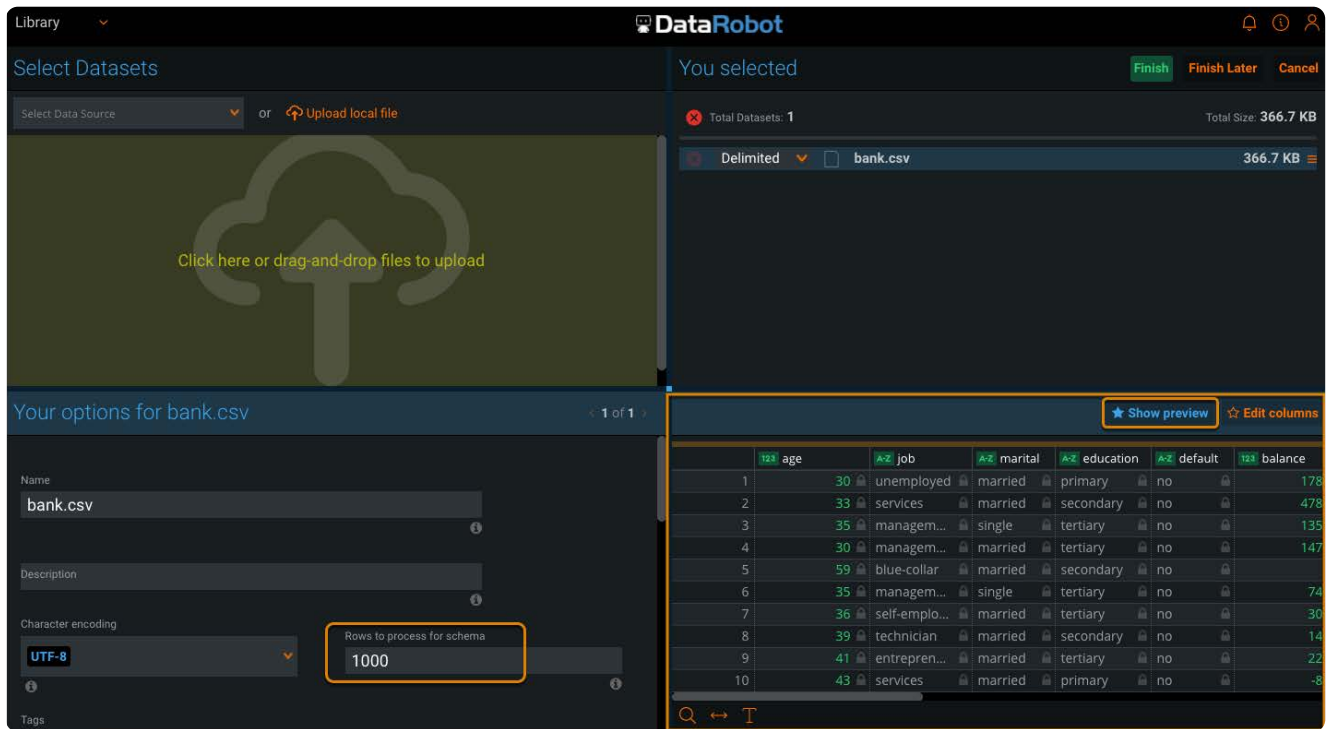 Library
DataRobot
Select Datasets
Select Data Source
or
Upload local file
Click here or drag-and-drop files to upload
You selected
Finish
Finish Later
Cancel
Total Datasets: 1
Total Size: 366.7 KB
Delimited
bank.csv
366.7 KB
Your options for bank.csv
< 1 of 1 >
Name
bank.csv
Description
Character encoding
UTF-8
Rows to process for schema
1000
Tags
Show preview
Edit columns
123 age A-Z job A-Z marital A-Z education A-Z default 123 balance
1 30 unemployed married primary no 178
2 33 services married secondary no 478
3 35 managem... single tertiary no 135
4 30 managem... married tertiary no 147
5 59 blue-collar married secondary no
6 35 managem... single tertiary no 74
7 36 self-emplo... married tertiary no 30
8 39 technician married secondary no 14
9 41 entrepren... married tertiary no 22
10 43 services married primary no -8